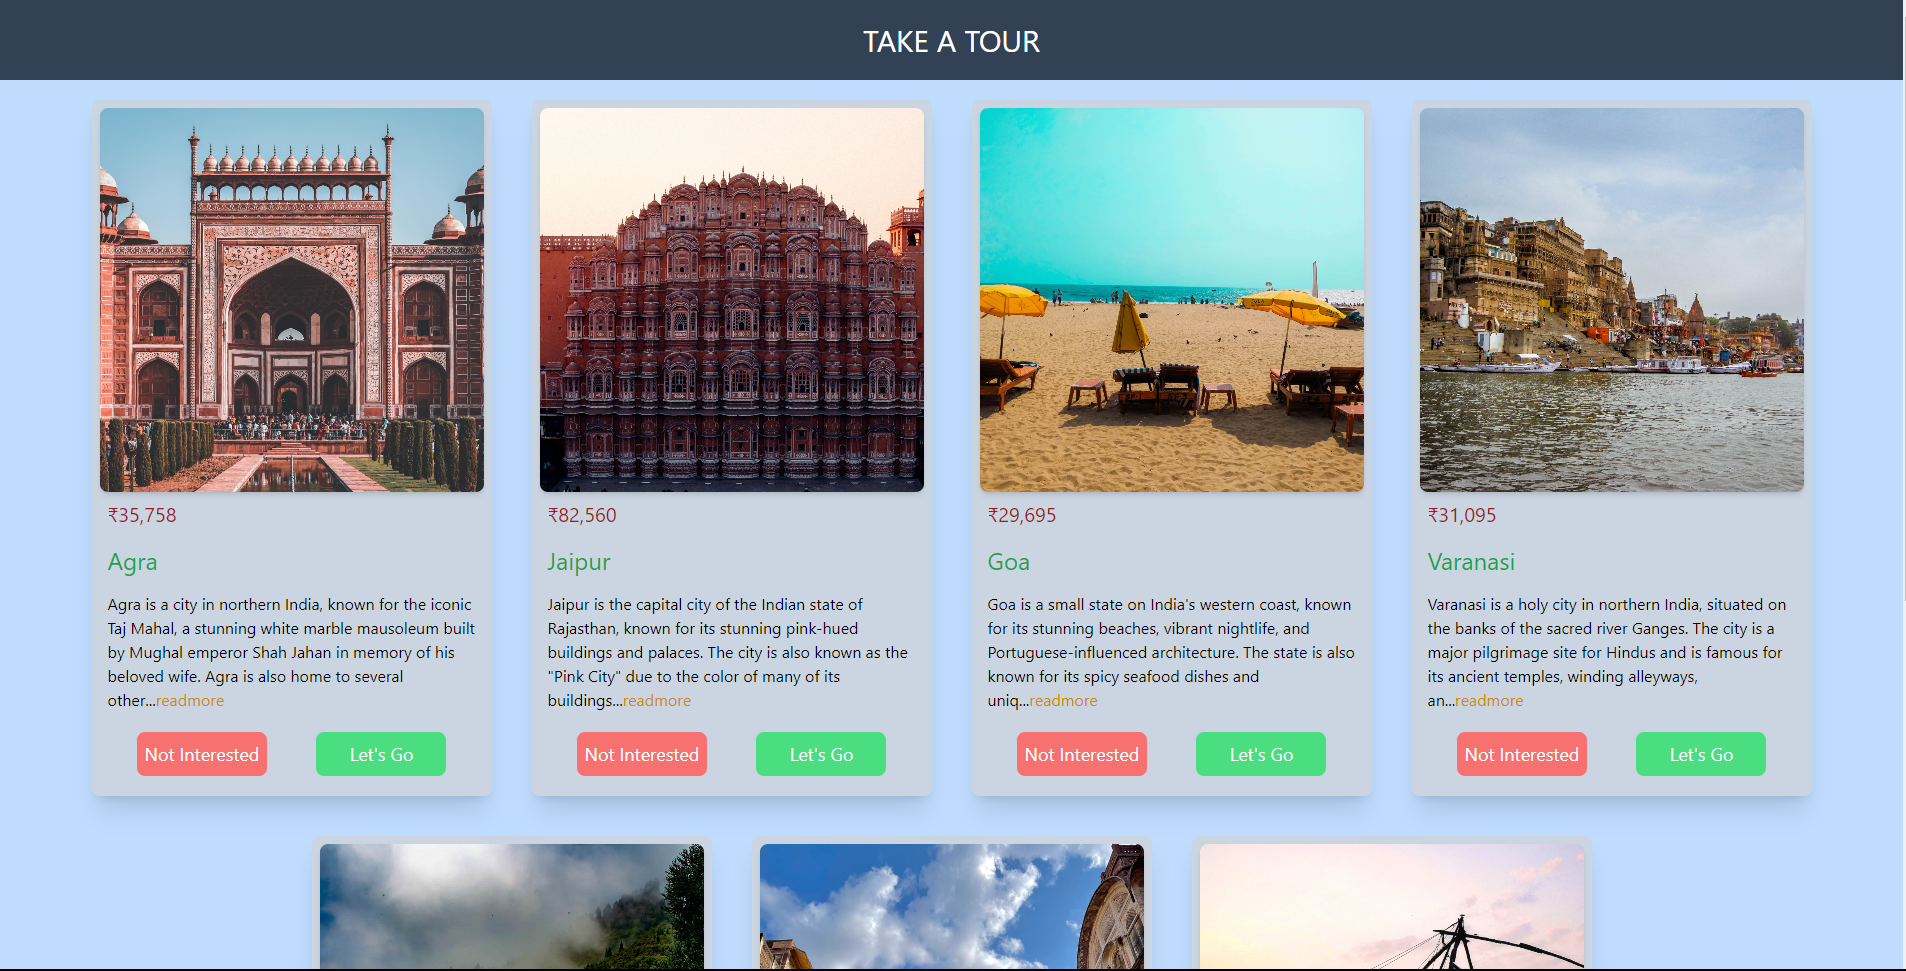 TAKE A TOUR
₹35,758
Agra
Agra is a city in northern India, known for the iconic
Taj Mahal, a stunning white marble mausoleum built
by Mughal emperor Shah Jahan in memory of his
beloved wife. Agra is also home to several
other...readmore
Not Interested
Let's Go
₹82,560
Jaipur
Jaipur is the capital city of the Indian state of
Rajasthan, known for its stunning pink-hued
buildings and palaces. The city is also known as the
"Pink City" due to the color of many of its
buildings...readmore
Not Interested
Let's Go
₹29,695
Goa
Goa is a small state on India's western coast, known
for its stunning beaches, vibrant nightlife, and
Portuguese-influenced architecture. The state is also
known for its spicy seafood dishes and
uniq...readmore
Not Interested
Let's Go
₹31,095
Varanasi
Varanasi is a holy city in northern India, situated on
the banks of the sacred river Ganges. The city is a
major pilgrimage site for Hindus and is famous for
its ancient temples, winding alleyways,
an...readmore
Not Interested
Let's Go